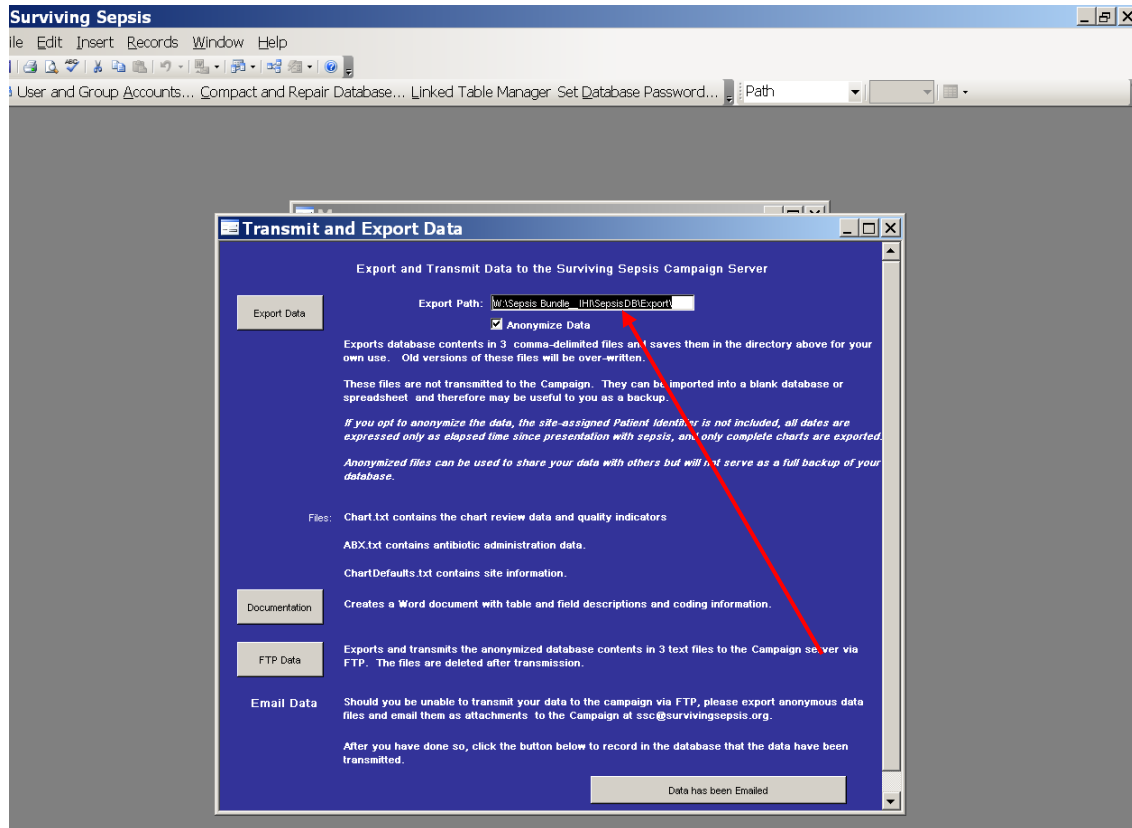 Surviving Sepsis
ile Edit Insert Records Window Help
User and Group Accounts... Compact and Repair Database... Linked Table Manager Set Database Password... Path
Transmit and Export Data
Export and Transmit Data to the Surviving Sepsis Campaign Server
Export Data
Export Path: W:\Sepsis Bundle__IHI\SepsisDB\Export\
Anonymize Data
Exports database contents in 3 comma-delimited files and saves them in the directory above for your
own use. Old versions of these files will be over-written.
These files are not transmitted to the Campaign. They can be imported into a blank database or
spreadsheet and therefore may be useful to you as a backup.
If you opt to anonymize the data, the site-assigned Patient Identifier is not included, all dates are
expressed only as elapsed time since presentation with sepsis, and only complete charts are exported.
Anonymized files can be used to share your data with others but will not serve as a full backup of your
database.
Files: Chart.txt contains the chart review data and quality indicators
ABX.txt contains antibiotic administration data.
ChartDefaults.txt contains site information.
Documentation
Creates a Word document with table and field descriptions and coding information.
FTP Data
Exports and transmits the anonymized database contents in 3 text files to the Campaign server via
FTP. The files are deleted after transmission.
Email Data
Should you be unable to transmit your data to the campaign via FTP, please export anonymous data
files and email them as attachments to the Campaign at ssc@survivingsepsis.org.
After you have done so, click the button below to record in the database that the data have been
transmitted.
Data has been Emailed